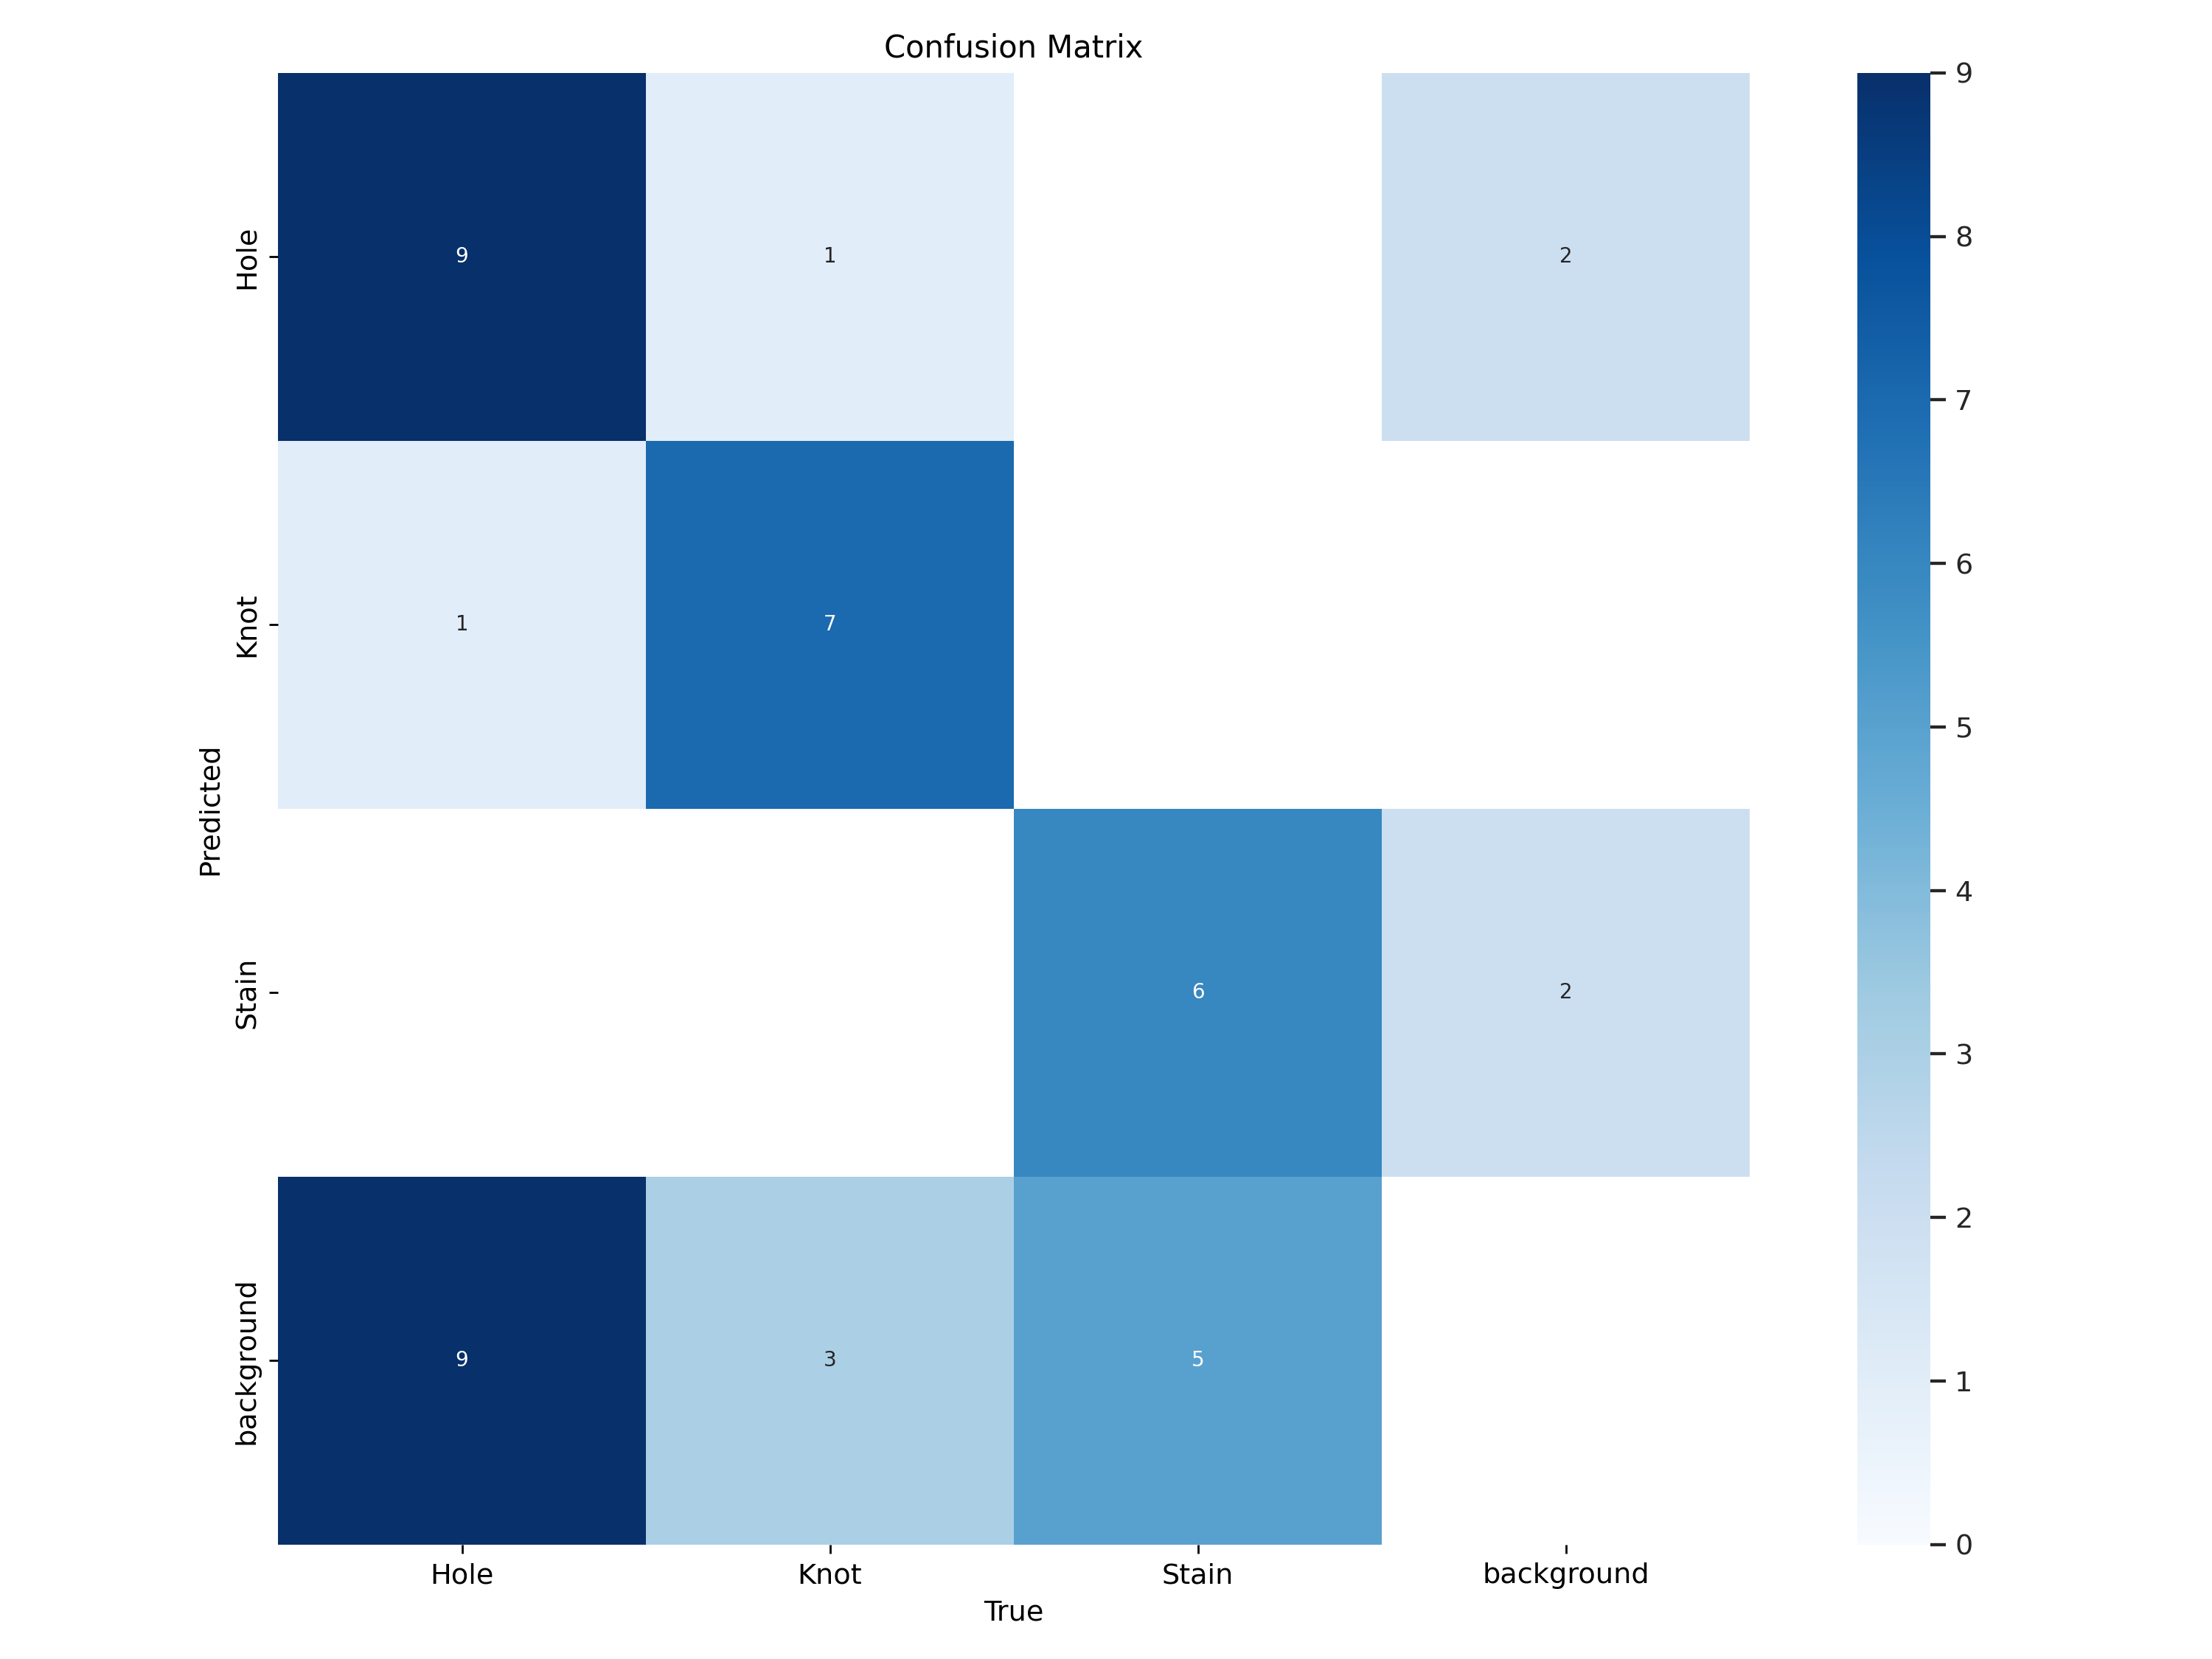 Confusion Matrix
9
8
7
6
5
4
3
2
1
0
Predicted
Hole
9 1 2
Knot
1 7
Stain
6 2
background
9 3 5
Hole Knot Stain background
True